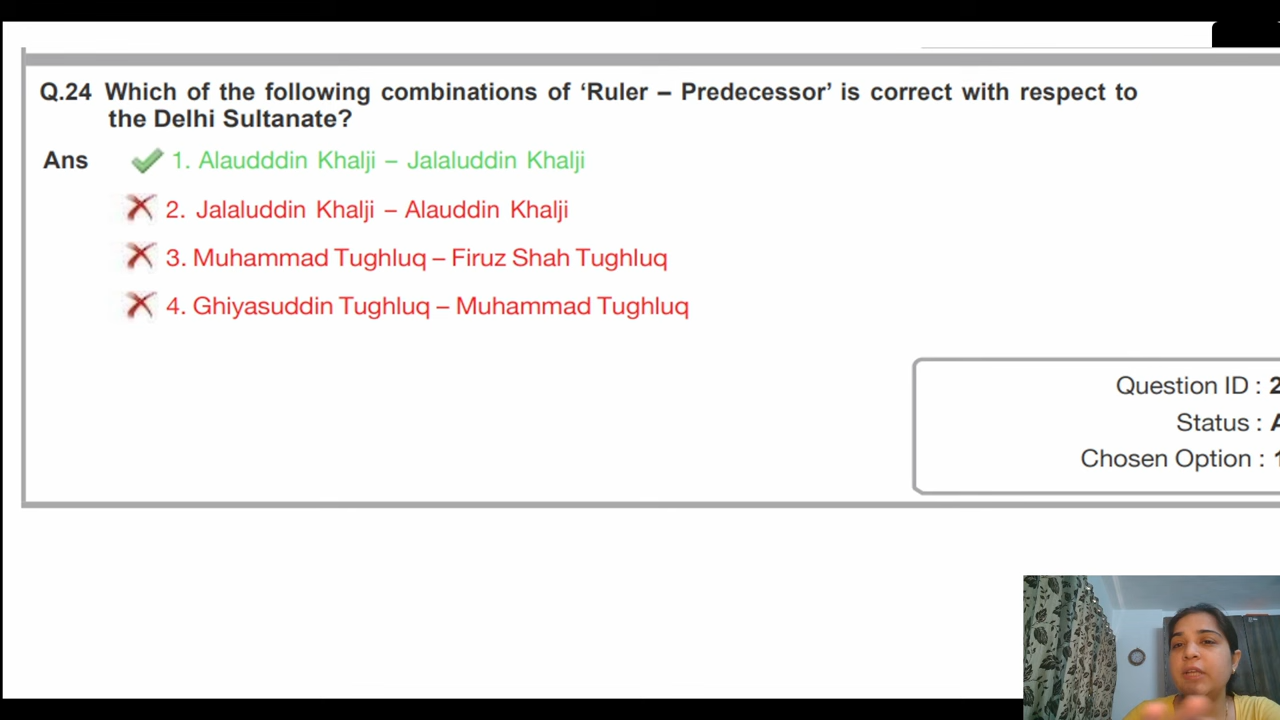 Q.24 Which of the following combinations of ‘Ruler – Predecessor’ is correct with respect to
the Delhi Sultanate?
Ans 1. Alaudddin Khalji – Jalaluddin Khalji
2. Jalaluddin Khalji – Alauddin Khalji
3. Muhammad Tughluq – Firuz Shah Tughluq
4. Ghiyasuddin Tughluq – Muhammad Tughluq
Question ID : 2
Status :
Chosen Option : 1